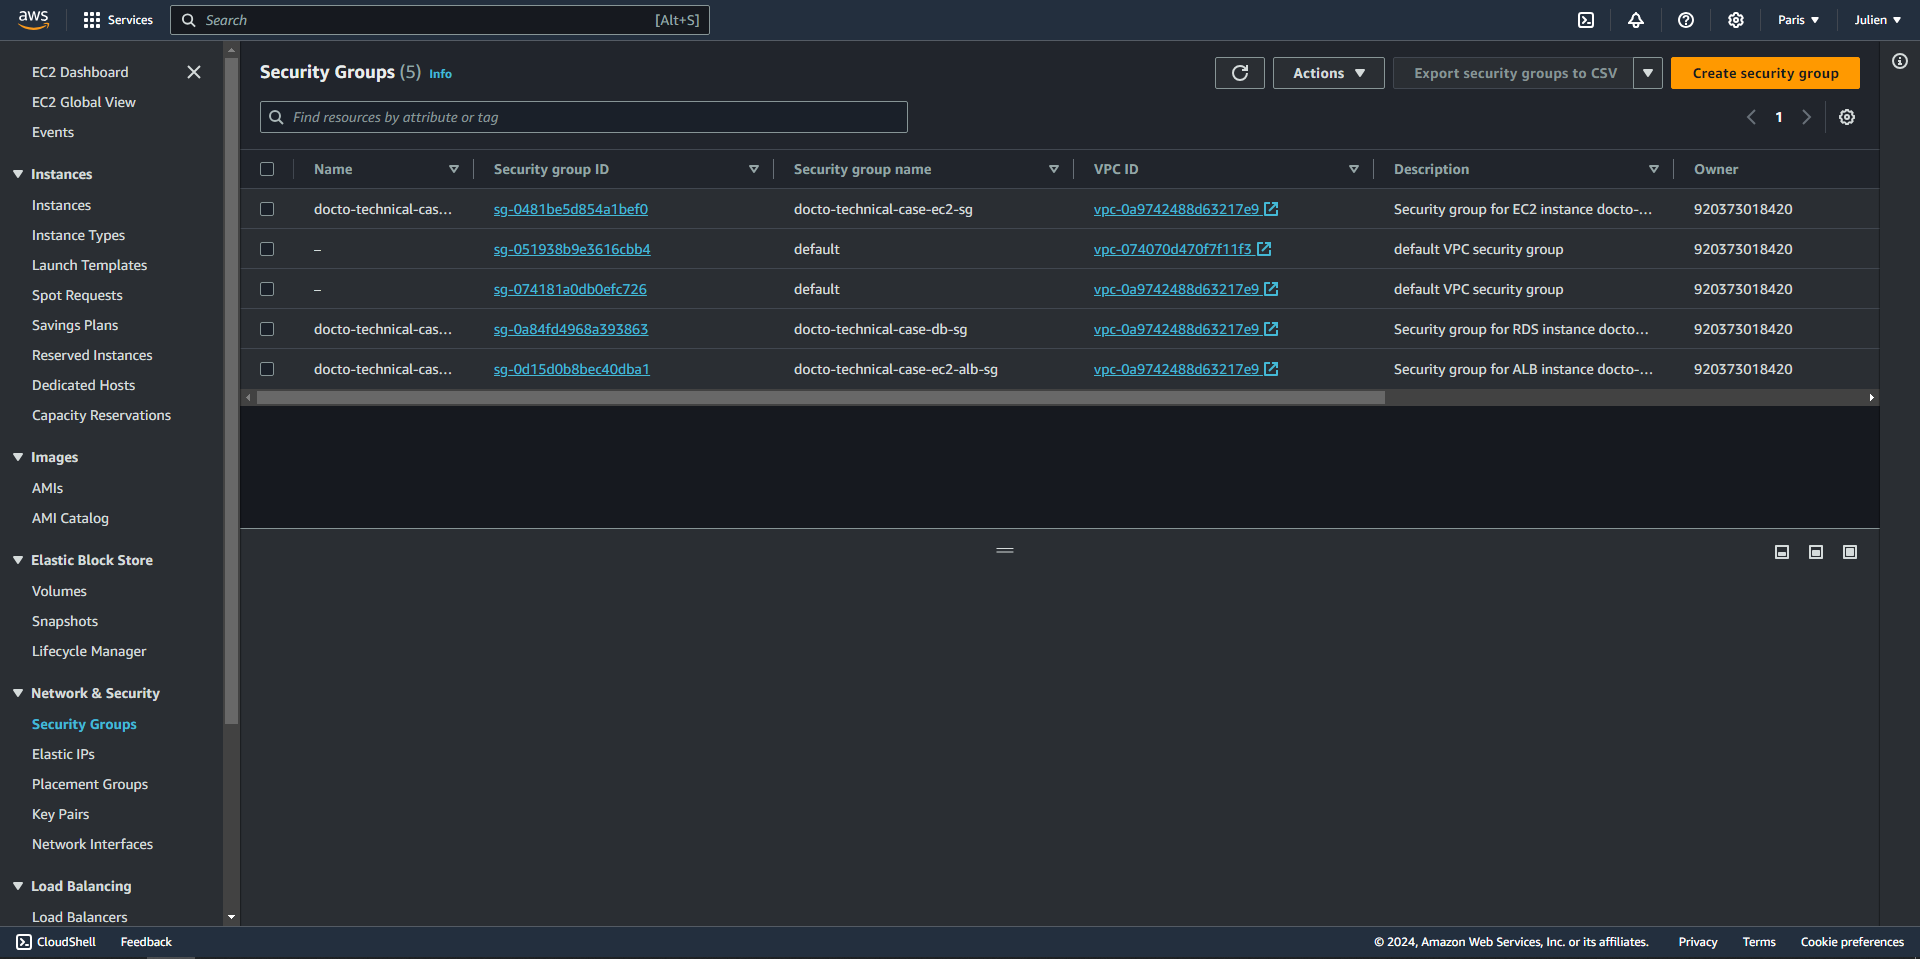 aws
Services
Search [Alt+S]
Paris
Julien
EC2 Dashboard
EC2 Global View
Events
Instances
Instances
Instance Types
Launch Templates
Spot Requests
Savings Plans
Reserved Instances
Dedicated Hosts
Capacity Reservations
Images
AMIs
AMI Catalog
Elastic Block Store
Volumes
Snapshots
Lifecycle Manager
Network & Security
Security Groups
Elastic IPs
Placement Groups
Key Pairs
Network Interfaces
Load Balancing
Load Balancers
Security Groups (5) Info
Actions
Export security groups to CSV
Create security group
Find resources by attribute or tag
1
Name Security group ID Security group name VPC ID Description Owner
docto-technical-cas... sg-0481be5d854a1bef0 docto-technical-case-ec2-sg vpc-0a9742488d63217e9 Security group for EC2 instance docto-... 920373018420
– sg-051938b9e3616cbb4 default vpc-074070d470f7f11f3 default VPC security group 920373018420
– sg-074181a0db0efc726 default vpc-0a9742488d63217e9 default VPC security group 920373018420
docto-technical-cas... sg-0a84fd4968a393863 docto-technical-case-db-sg vpc-0a9742488d63217e9 Security group for RDS instance docto... 920373018420
docto-technical-cas... sg-0d15d0b8bec40dba1 docto-technical-case-ec2-alb-sg vpc-0a9742488d63217e9 Security group for ALB instance docto-... 920373018420
CloudShell Feedback
© 2024, Amazon Web Services, Inc. or its affiliates. Privacy Terms Cookie preferences